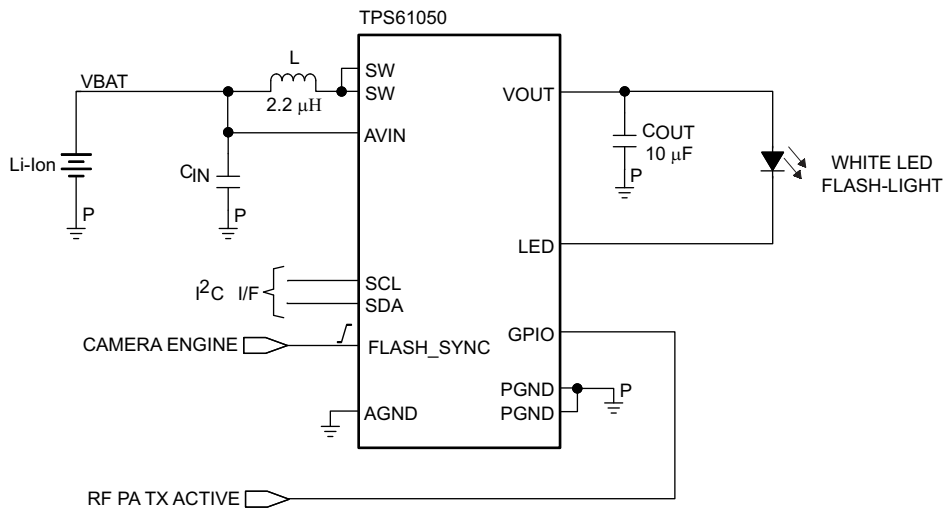 TPS61050
L
SW
SW
2.2 μH
VBAT
AVIN
VOUT
COUT
10 μF
P
Li-Ion
P
CIN
P
WHITE LED
FLASH-LIGHT
LED
I2C I/F
SCL
SDA
GPIO
CAMERA ENGINE
FLASH_SYNC
PGND
PGND
P
AGND
RF PA TX ACTIVE